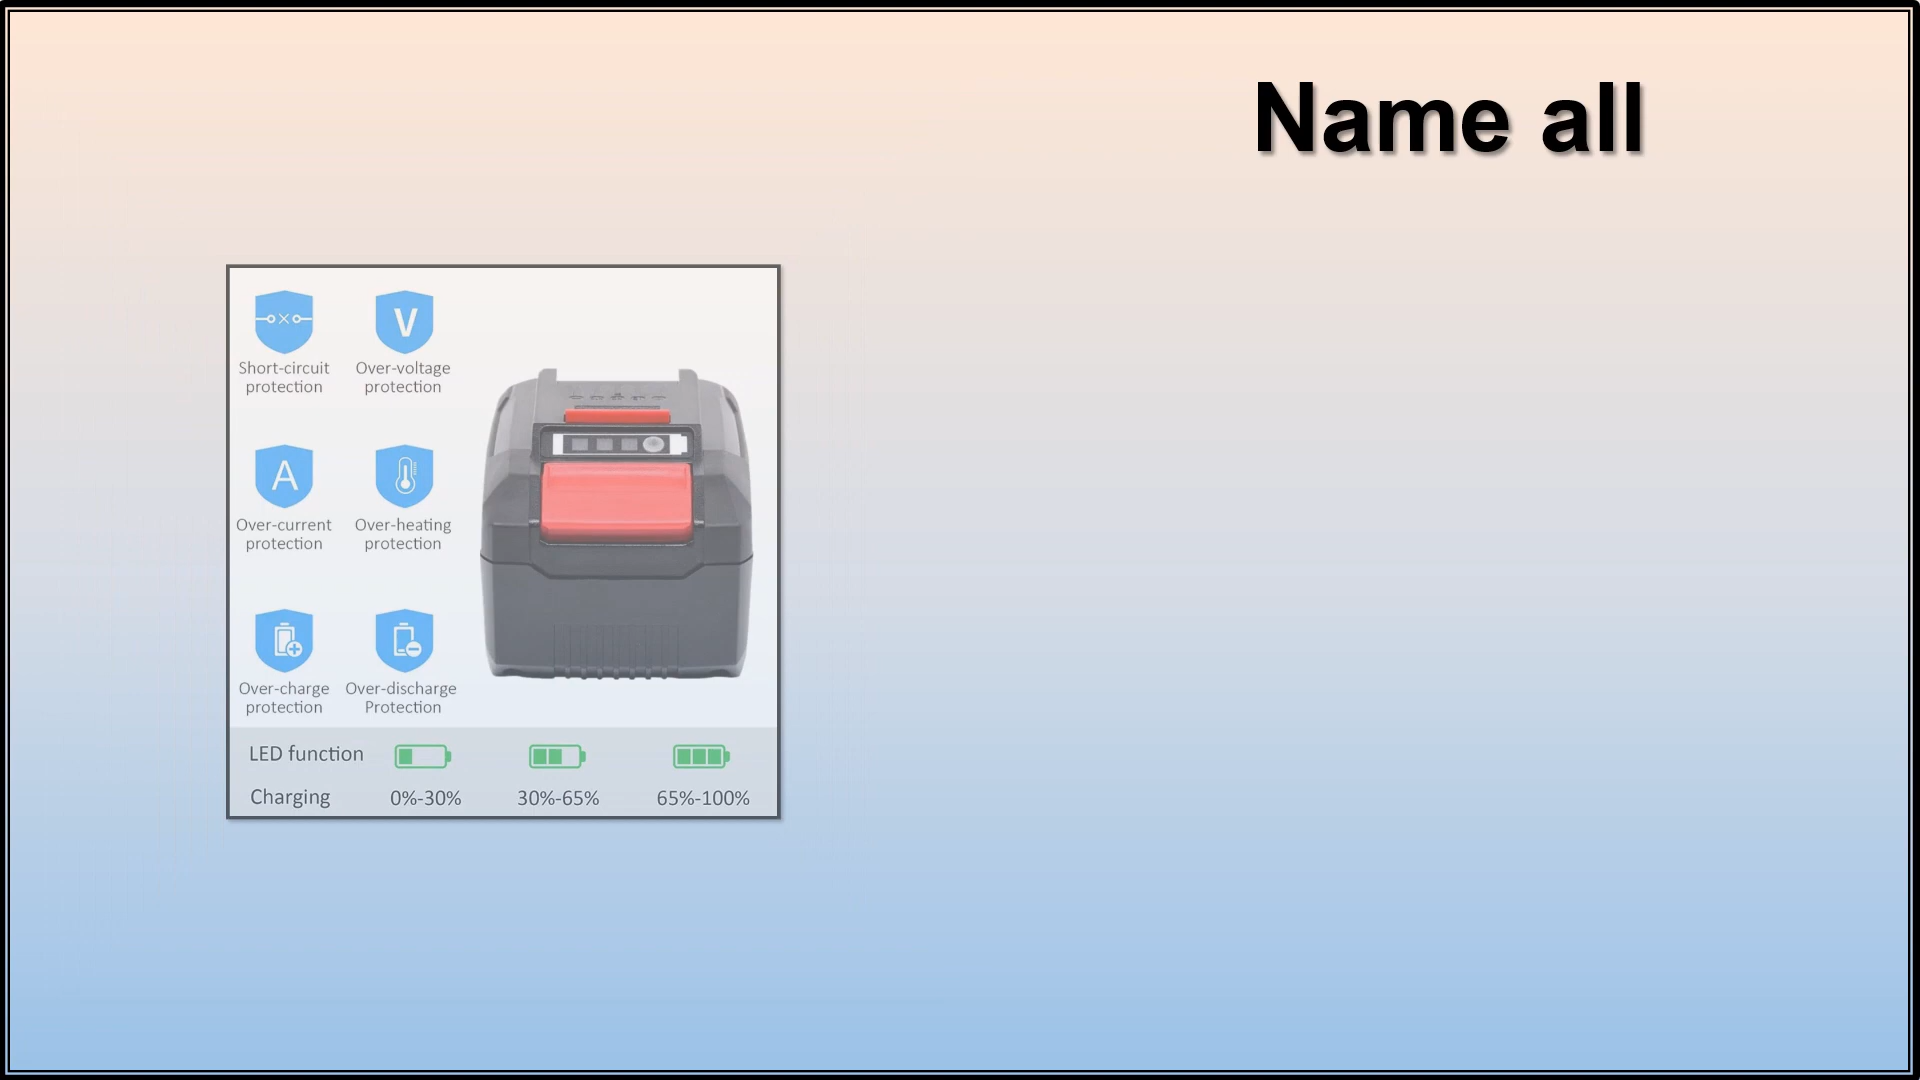 Name all
V
Short-circuit
protection
Over-voltage
protection
A
Over-current
protection
Over-heating
protection
Over-charge
protection
Over-discharge
Protection
LED function
Charging 0%-30% 30%-65% 65%-100%